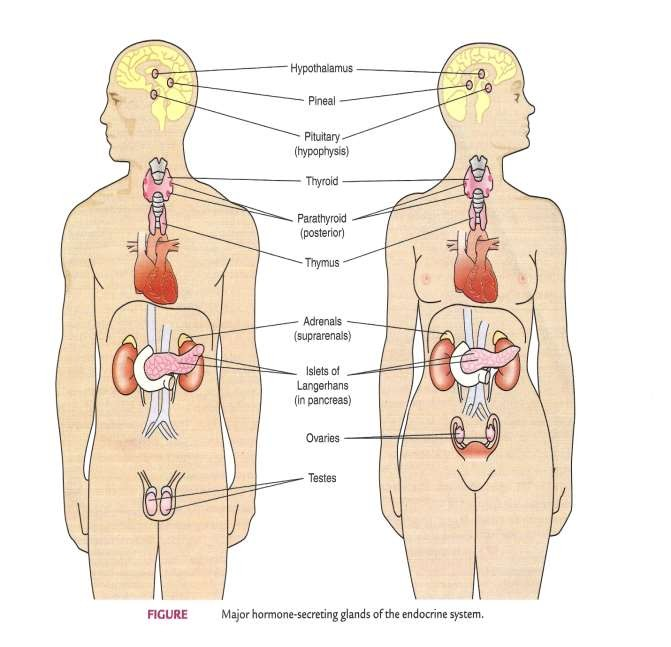 Hypothalamus
Pineal
Pituitary
(hypophysis)
Thyroid
Parathyroid
(posterior)
Thymus
Adrenals
(suprarenals)
Islets of
Langerhans
(in pancreas)
Ovaries
Testes
FIGURE Major hormone-secreting glands of the endocrine system.